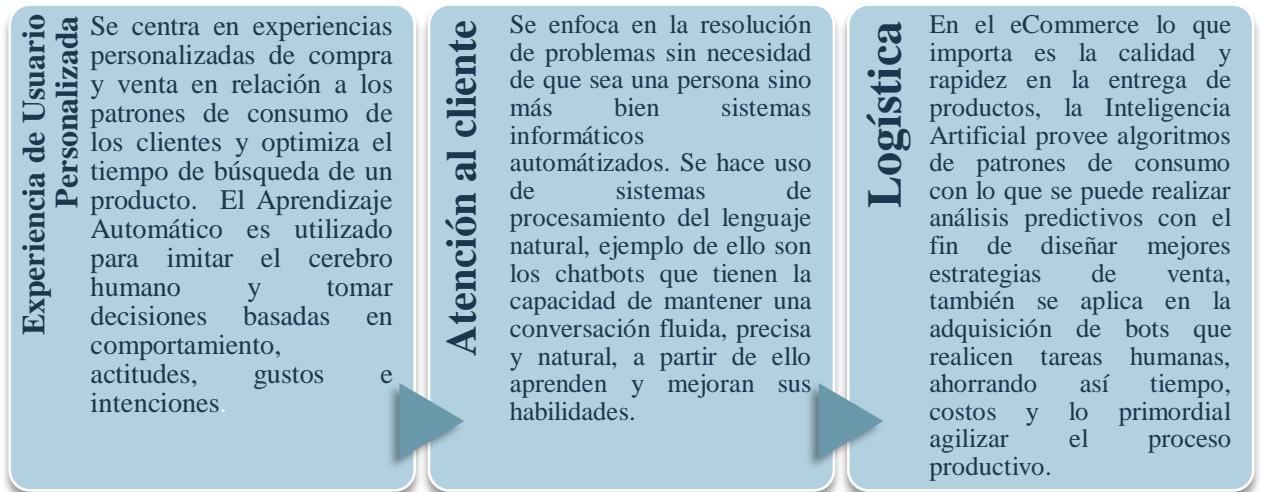 Experiencia de Usuario
Personalizada
Se centra en experiencias
personalizadas de compra
y venta en relación a los
patrones de consumo de
los clientes y optimiza el
tiempo de búsqueda de un
producto. El Aprendizaje
Automático es utilizado
para imitar el cerebro
humano y tomar
decisiones basadas en
comportamiento,
actitudes, gustos e
intenciones.
Atención al cliente
Se enfoca en la resolución
de problemas sin necesidad
de que sea una persona sino
más bien sistemas
informáticos
automátizados. Se hace uso
de sistemas de
procesamiento del lenguaje
natural, ejemplo de ello son
los chatbots que tienen la
capacidad de mantener una
conversación fluida, precisa
y natural, a partir de ello
aprenden y mejoran sus
habilidades.
Logística
En el eCommerce lo que
importa es la calidad y
rapidez en la entrega de
productos, la Inteligencia
Artificial provee algoritmos
de patrones de consumo
con lo que se puede realizar
análisis predictivos con el
fin de diseñar mejores
estrategias de venta,
también se aplica en la
adquisición de bots que
realicen tareas humanas,
ahorrando así tiempo,
costos y lo primordial
agilizar el proceso
productivo.